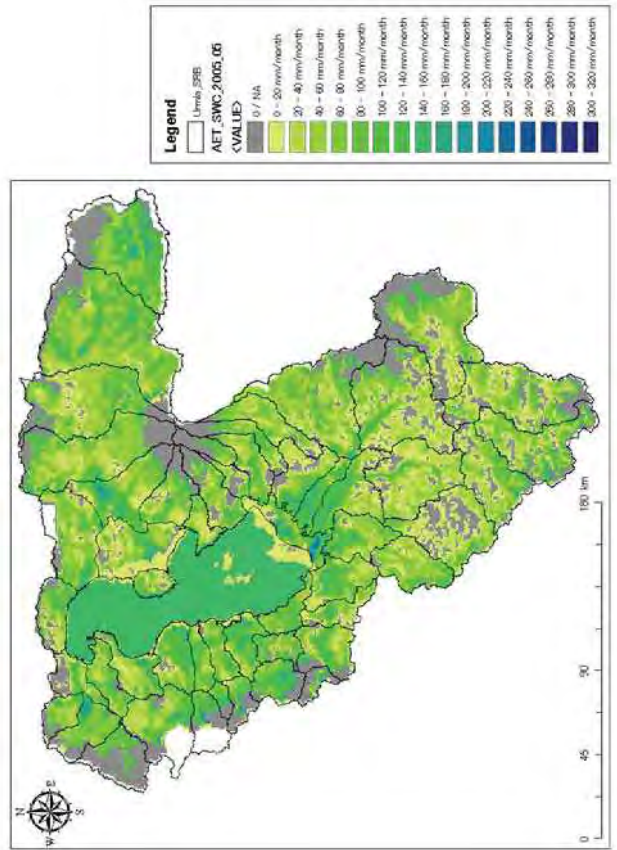 Legend
Urmia_SRB
AET_SWC_2005_05
<VALUE>
0 / NA
0 - 20 mm/month
20 - 40 mm/month
40 - 60 mm/month
60 - 80 mm/month
80 - 100 mm/month
100 - 120 mm/month
120 - 140 mm/month
140 - 160 mm/month
160 - 180 mm/month
180 - 200 mm/month
200 - 220 mm/month
220 - 240 mm/month
240 - 260 mm/month
260 - 280 mm/month
280 - 300 mm/month
300 - 320 mm/month
N
W
E
S
0
45
90
180 km